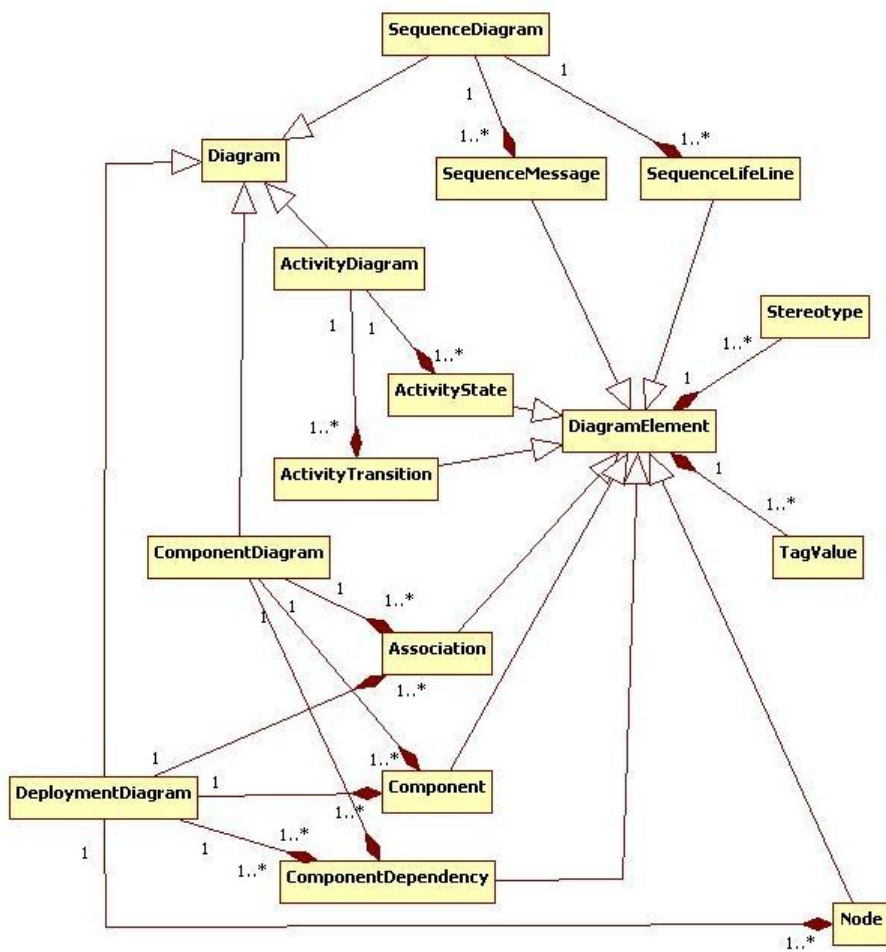 SequenceDiagram
1
1
1..*
1..*
Diagram
SequenceMessage
SequenceLifeLine
ActivityDiagram
Stereotype
1
1
1..*
1..*
1
ActivityState
DiagramElement
1..*
1
ActivityTransition
1..*
ComponentDiagram
TagValue
1
1..*
1
1
Association
1..*
1..*
1
DeploymentDiagram
1
Component
1..*
1..*
1
1
1..*
ComponentDependency
Node
1..*